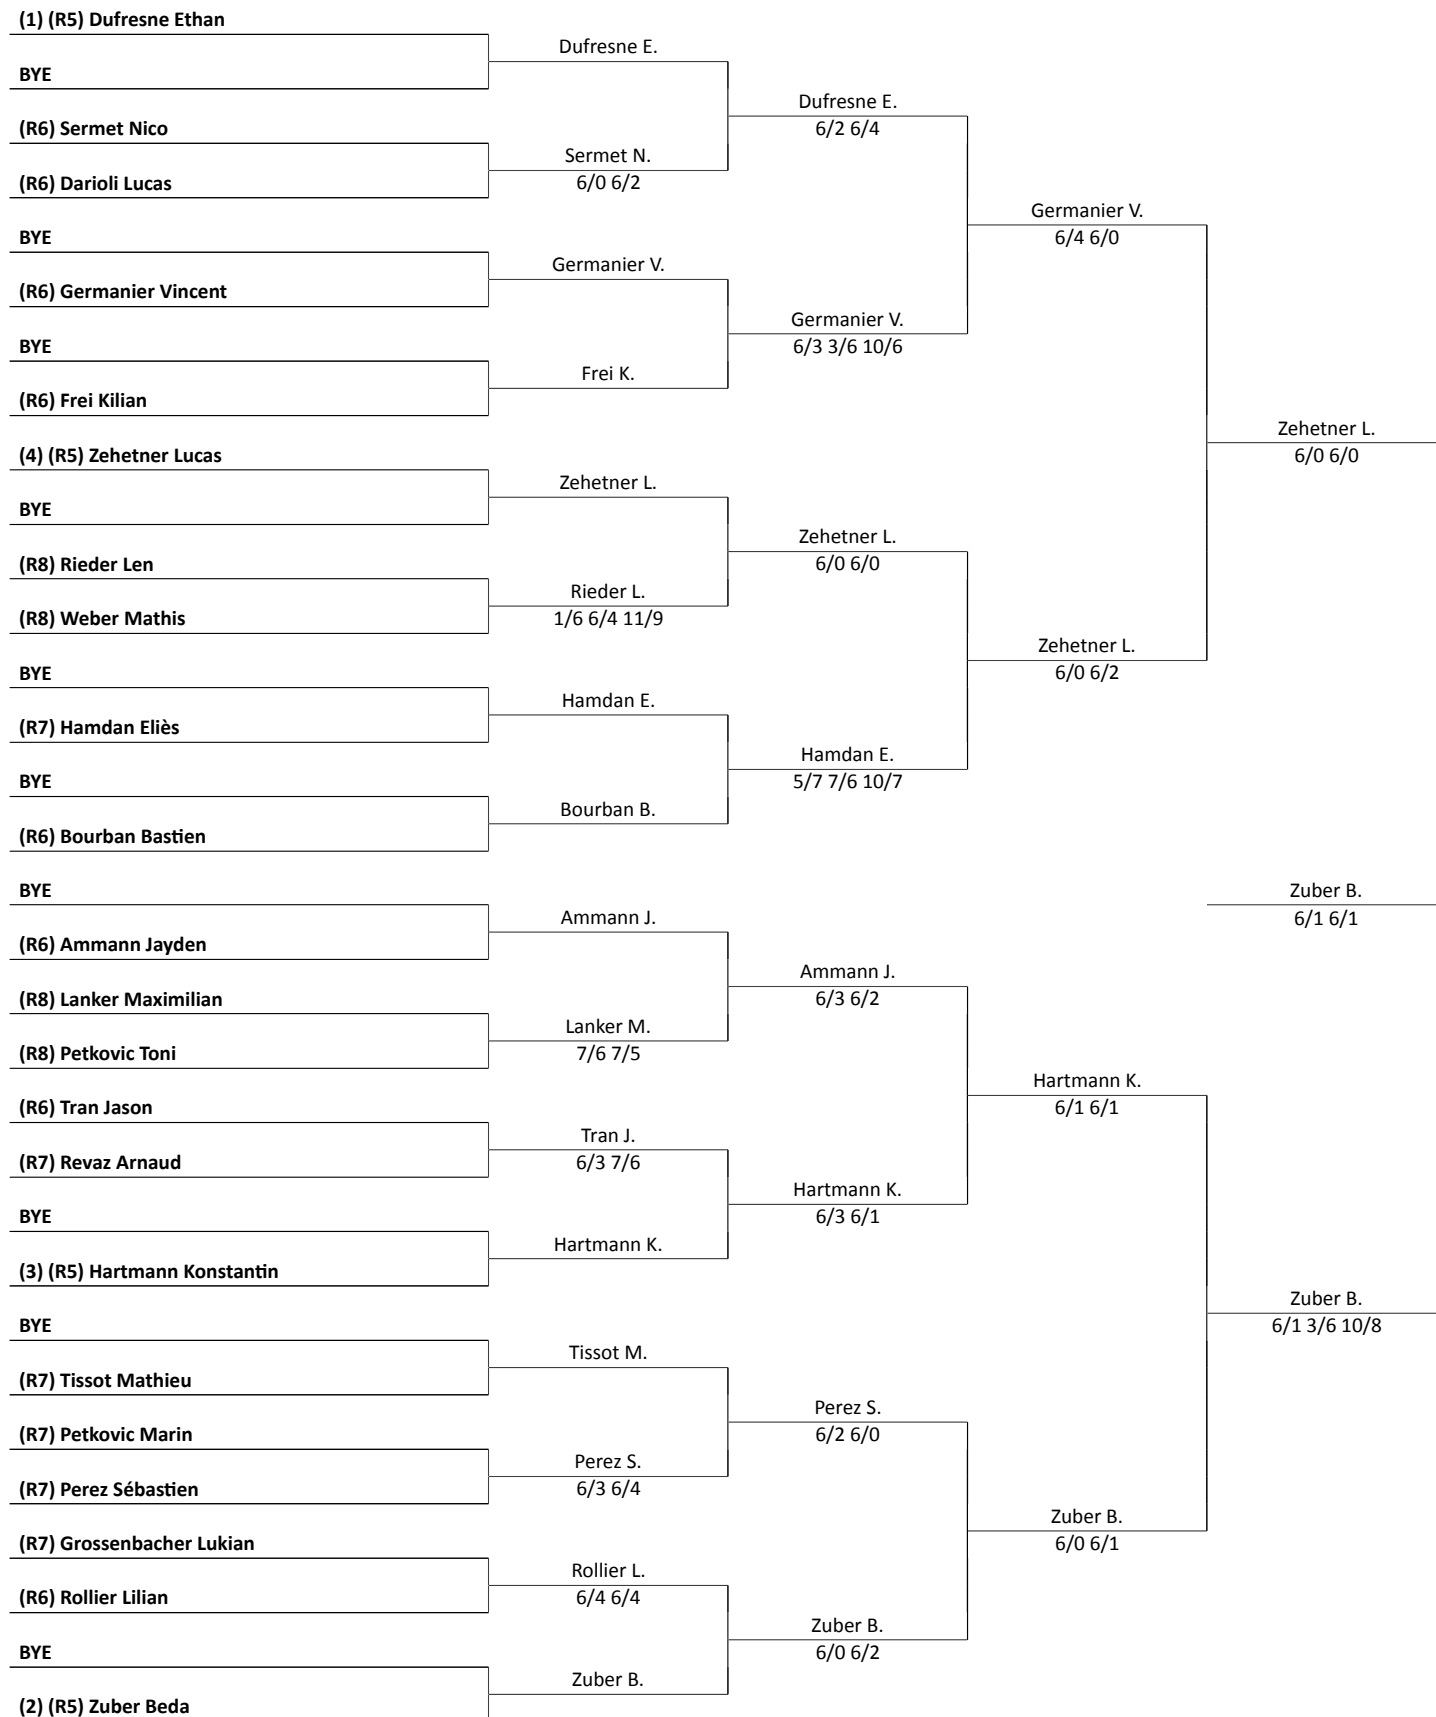 (1) (R5) Dufresne Ethan
Dufresne E.
BYE
Dufresne E.
6/2 6/4
(R6) Sermet Nico
Sermet N.
6/0 6/2
(R6) Darioli Lucas
Germanier V.
6/4 6/0
BYE
Germanier V.
(R6) Germanier Vincent
Germanier V.
6/3 3/6 10/6
BYE
Frei K.
(R6) Frei Kilian
Zehetner L.
6/0 6/0
(4) (R5) Zehetner Lucas
Zehetner L.
BYE
Zehetner L.
6/0 6/0
(R8) Rieder Len
Rieder L.
1/6 6/4 11/9
(R8) Weber Mathis
Zehetner L.
6/0 6/2
BYE
Hamdan E.
(R7) Hamdan Eliès
Hamdan E.
5/7 7/6 10/7
BYE
Bourban B.
(R6) Bourban Bastien
BYE
Zuber B.
6/1 6/1
Ammann J.
(R6) Ammann Jayden
Ammann J.
6/3 6/2
(R8) Lanker Maximilian
Lanker M.
7/6 7/5
(R8) Petkovic Toni
Hartmann K.
6/1 6/1
(R6) Tran Jason
Tran J.
6/3 7/6
(R7) Revaz Arnaud
Hartmann K.
6/3 6/1
BYE
Hartmann K.
(3) (R5) Hartmann Konstantin
Zuber B.
6/1 3/6 10/8
BYE
Tissot M.
(R7) Tissot Mathieu
Perez S.
6/2 6/0
(R7) Petkovic Marin
Perez S.
6/3 6/4
(R7) Perez Sébastien
Zuber B.
6/0 6/1
(R7) Grossenbacher Lukian
Rollier L.
6/4 6/4
(R6) Rollier Lilian
Zuber B.
6/0 6/2
BYE
Zuber B.
(2) (R5) Zuber Beda